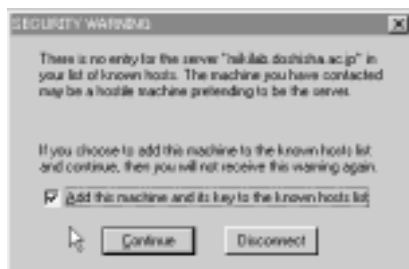 SECURITY WARNING
There is no entry for the server "mikilab.doshisha.ac.jp" in
your list of known hosts. The machine you have contacted
may be a hostile machine pretending to be the server.
If you choose to add this machine to the known hosts list
and continue, then you will not receive this warning again.
Add this machine and its key to the known hosts list
Continue
Disconnect